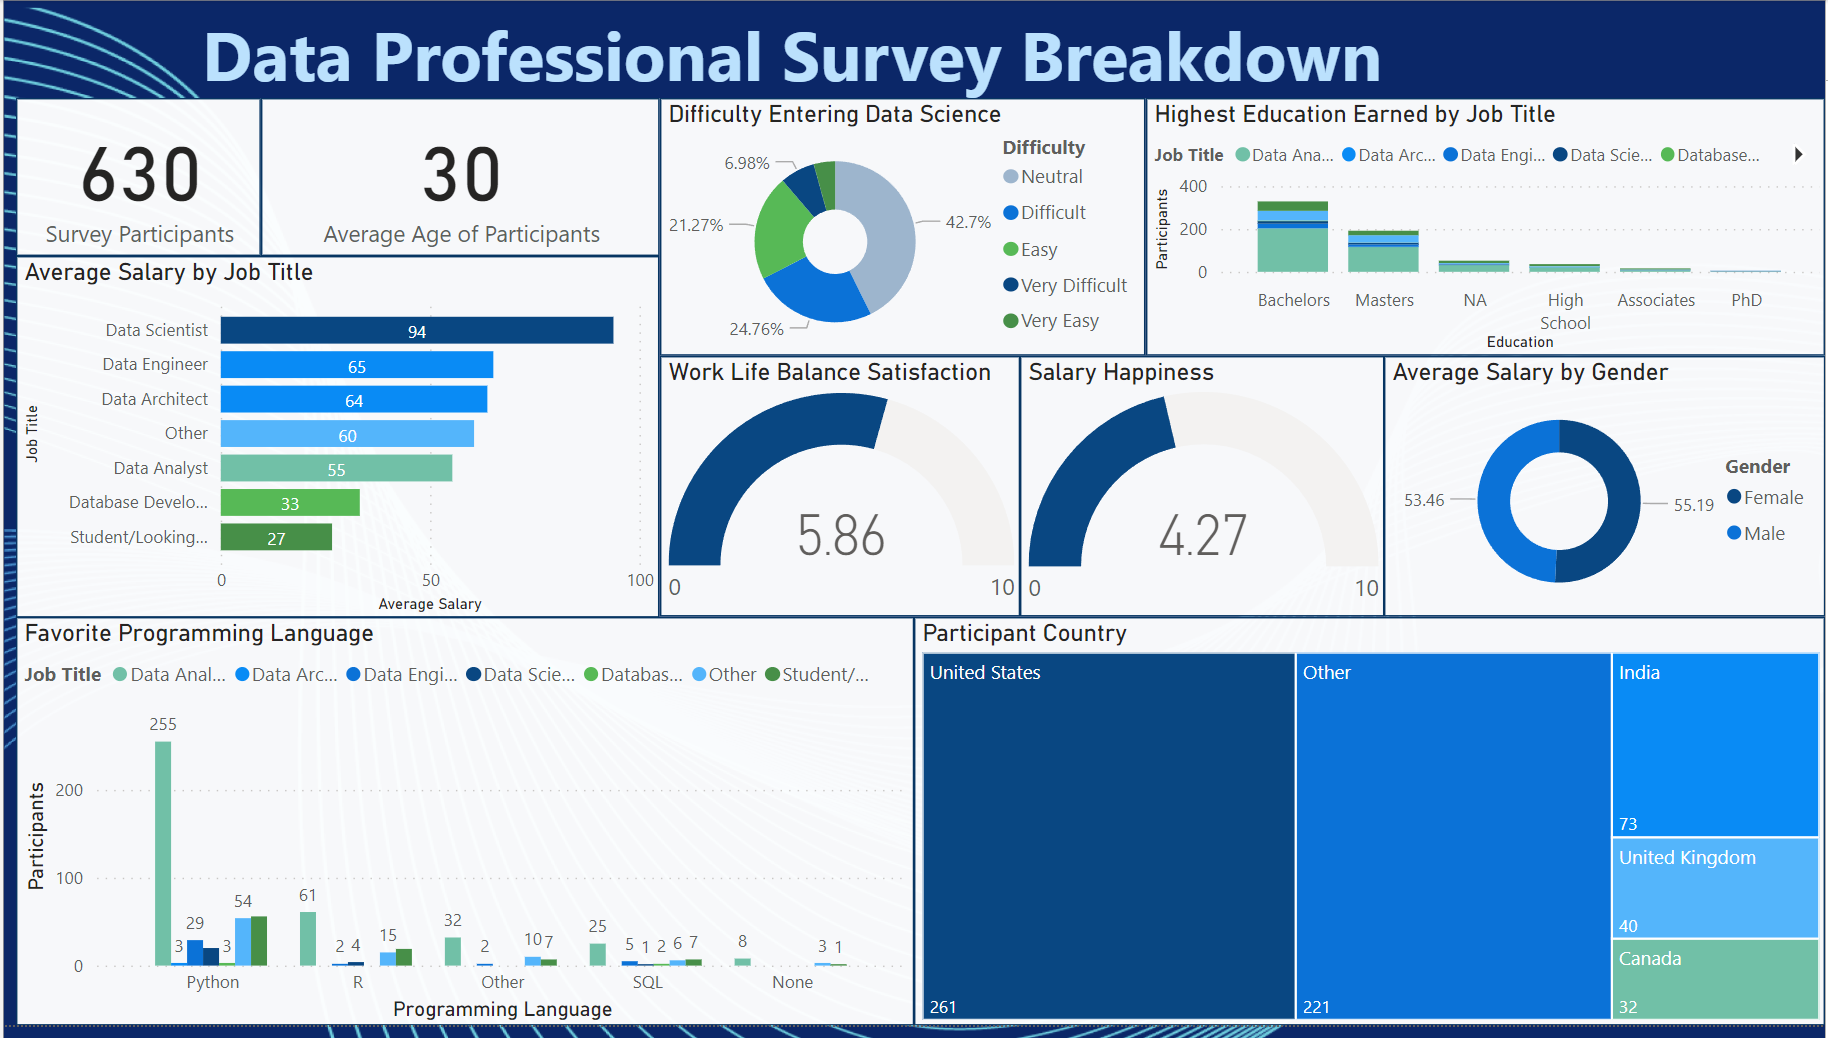 Data Professional Survey Breakdown
630
Survey Participants
30
Average Age of Participants
Difficulty Entering Data Science
6.98%
21.27%
24.76%
42.7%
Difficulty
Neutral
Difficult
Easy
Very Difficult
Very Easy
Highest Education Earned by Job Title
Job Title Data Ana... Data Arc... Data Engi... Data Scie... Database...
Participants
400
200
0
Bachelors Masters NA High School Associates PhD
Education
Average Salary by Job Title
Job Title
Data Scientist 94
Data Engineer 65
Data Architect 64
Other 60
Data Analyst 55
Database Develo... 33
Student/Looking... 27
0 50 100
Average Salary
Work Life Balance Satisfaction
5.86
0 10
Salary Happiness
4.27
0 10
Average Salary by Gender
53.46
55.19
Gender
Female
Male
Favorite Programming Language
Job Title Data Anal... Data Arc... Data Engi... Data Scie... Databas... Other Student/...
Participants
200
100
0
255 3 29 3 54
61 2 4 15
32 2 10 7
25 5 1 2 6 7
8 3 1
Python R Other SQL None
Programming Language
Participant Country
United States
261
Other
221
India
73
United Kingdom
40
Canada
32